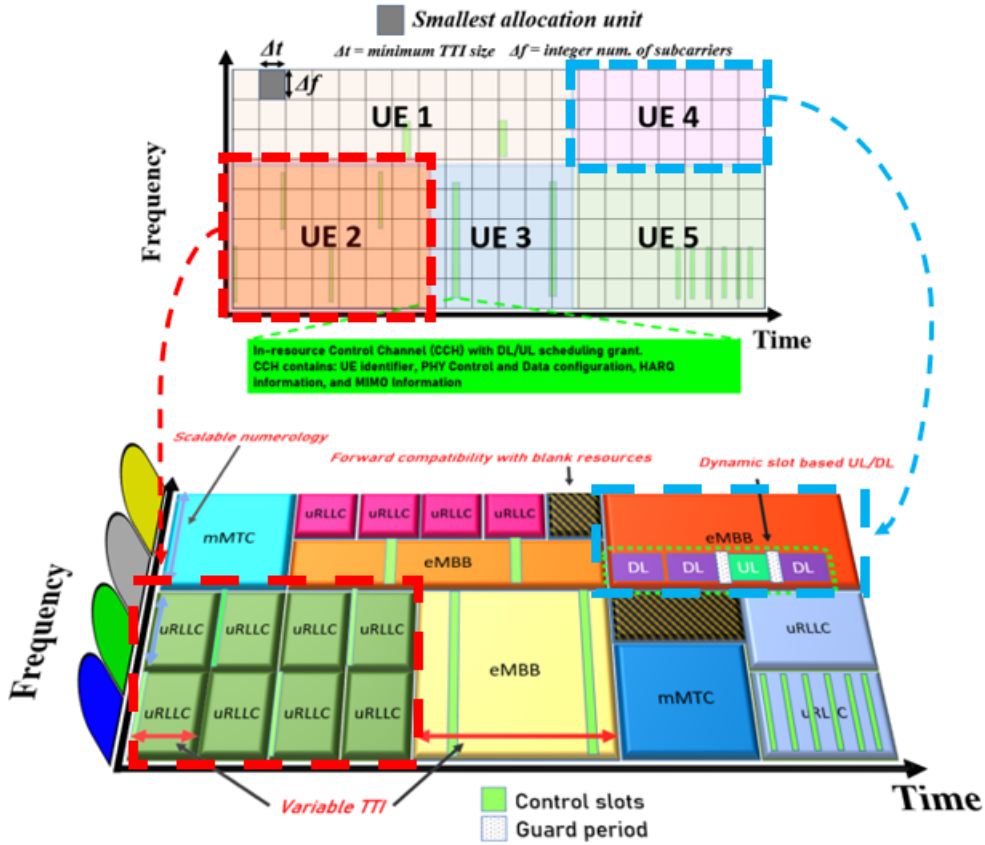 Smallest allocation unit
Δt
Δt = minimum TTI size   Δf = integer num. of subcarriers
Δf
UE 1
UE 4
Frequency
UE 2
UE 3
UE 5
Time
In-resource Control Channel (CCH) with DL/UL scheduling grant.
CCH contains: UE identifier, PHY Control and Data configuration, HARQ
information, and MIMO Information
Scalable numerology
Forward compatibility with blank resources
Dynamic slot based UL/DL
mMTC
uRLLC uRLLC uRLLC uRLLC
eMBB
eMBB
DL DL UL DL
Frequency
uRLLC uRLLC uRLLC uRLLC
uRLLC
eMBB
mMTC
uRLLC uRLLC uRLLC uRLLC
uRLLC
Variable TTI
Time
Control slots
Guard period